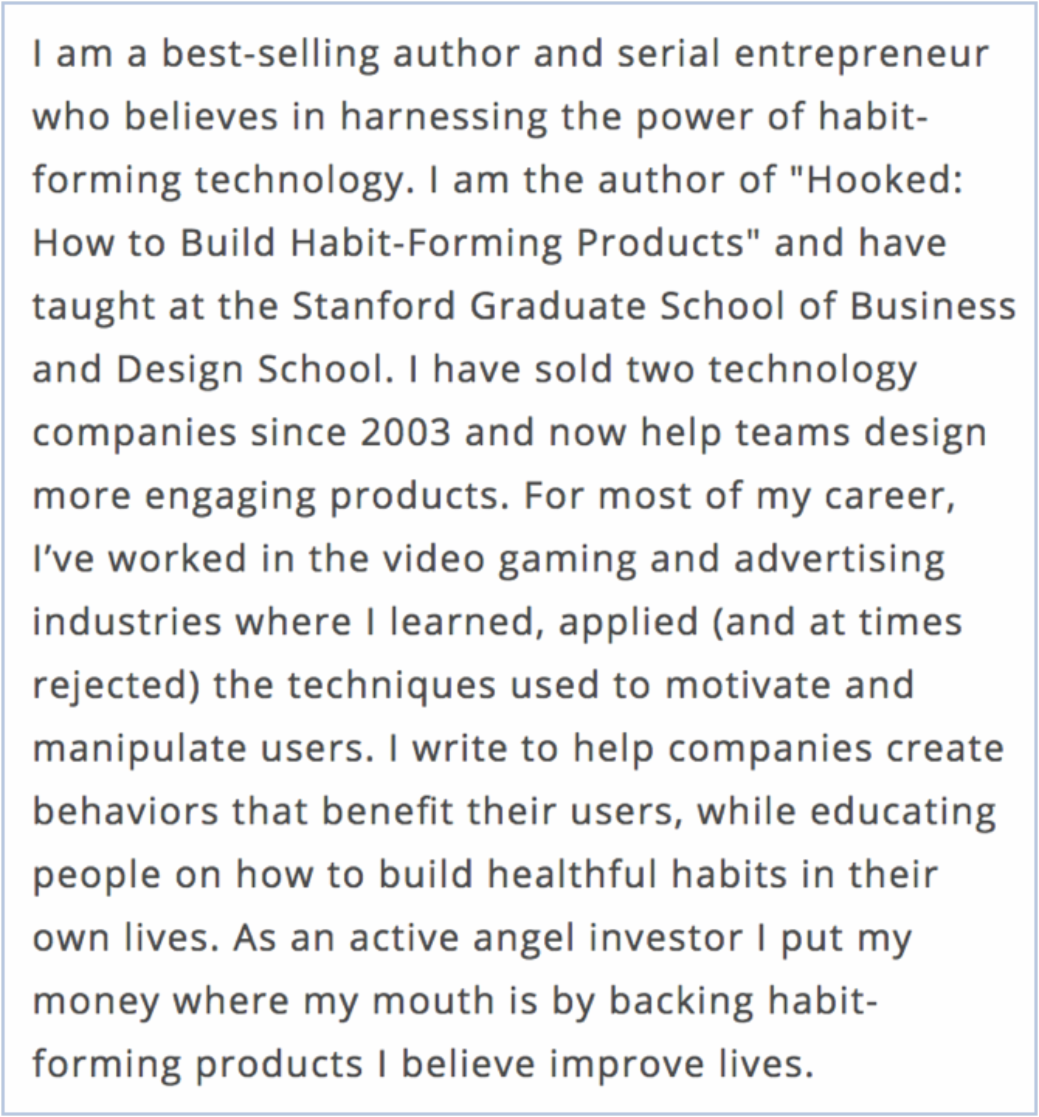 I am a best-selling author and serial entrepreneur
who believes in harnessing the power of habit-
forming technology. I am the author of "Hooked:
How to Build Habit-Forming Products" and have
taught at the Stanford Graduate School of Business
and Design School. I have sold two technology
companies since 2003 and now help teams design
more engaging products. For most of my career,
I’ve worked in the video gaming and advertising
industries where I learned, applied (and at times
rejected) the techniques used to motivate and
manipulate users. I write to help companies create
behaviors that benefit their users, while educating
people on how to build healthful habits in their
own lives. As an active angel investor I put my
money where my mouth is by backing habit-
forming products I believe improve lives.